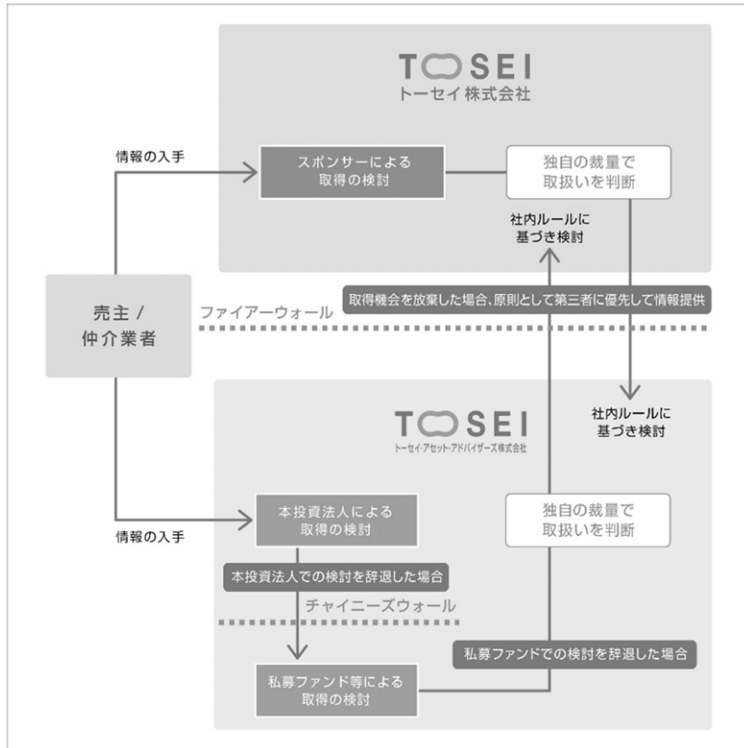 TOSEI
トーセイ株式会社
情報の入手
スポンサーによる
取得の検討
独自の裁量で
取扱いを判断
社内ルールに
基づき検討
売主 /
仲介業者
取得機会を放棄した場合、原則として第三者に優先して情報提供
ファイアーウォール
TOSEI
トーセイ・アセット・アドバイザーズ株式会社
社内ルールに
基づき検討
情報の入手
本投資法人による
取得の検討
独自の裁量で
取扱いを判断
本投資法人での検討を辞退した場合
チャイニーズウォール
私募ファンドでの検討を辞退した場合
私募ファンド等による
取得の検討